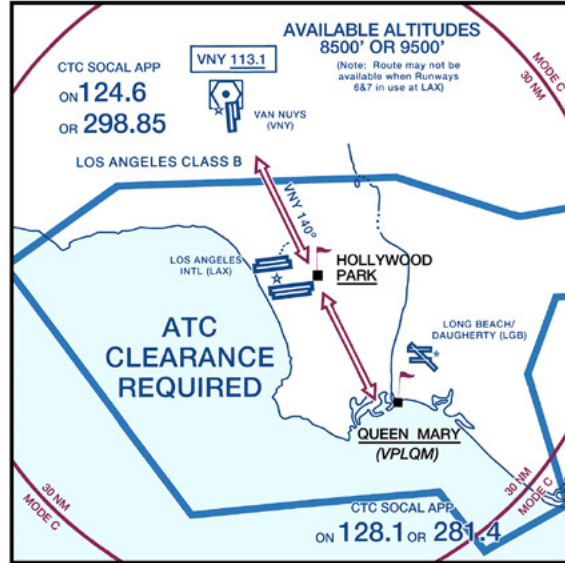 VNY 113.1
AVAILABLE ALTITUDES
8500' OR 9500'
(Note: Route may not be
available when Runways
6&7 in use at LAX)
MODE C
30 NM
CTC SOCAL APP
ON 124.6
OR 298.85
VAN NUYS
(VNY)
LOS ANGELES CLASS B
VNY 140°
LOS ANGELES
INTL (LAX)
HOLLYWOOD
PARK
ATC
CLEARANCE
REQUIRED
LONG BEACH/
DAUGHERTY (LGB)
QUEEN MARY
(VPLQM)
30 NM
MODE C
30 NM
MODE C
CTC SOCAL APP
ON 128.1 OR 281.4